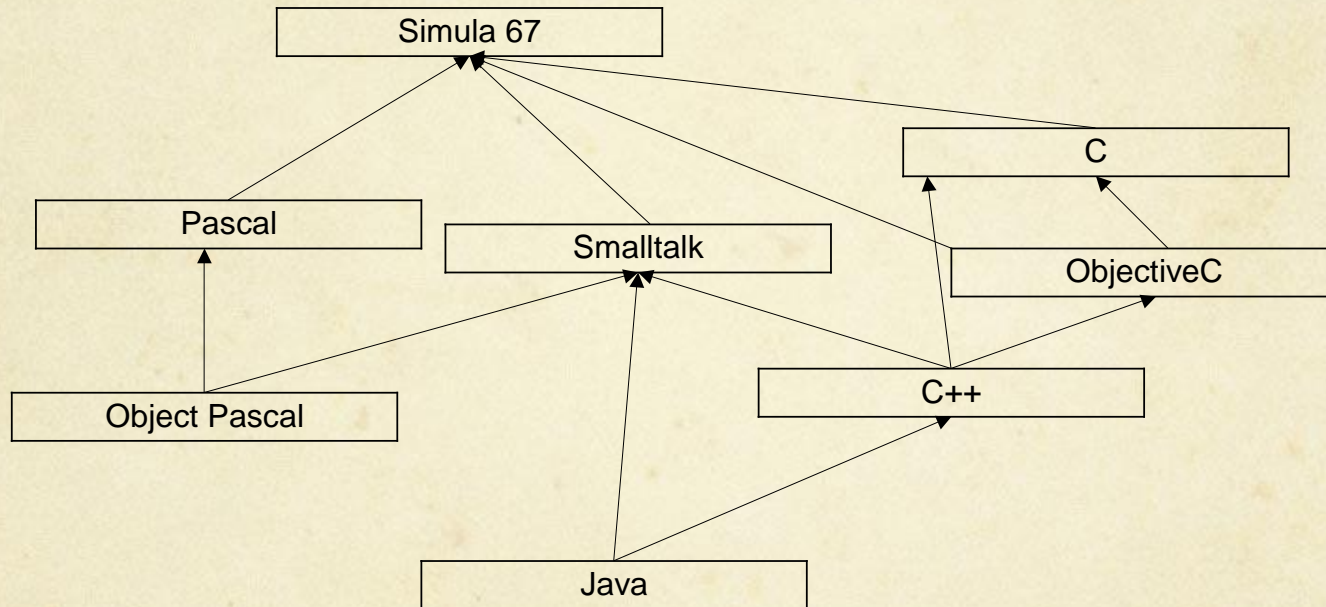 Simula 67
C
Pascal
Smalltalk
ObjectiveC
C++
Object Pascal
Java